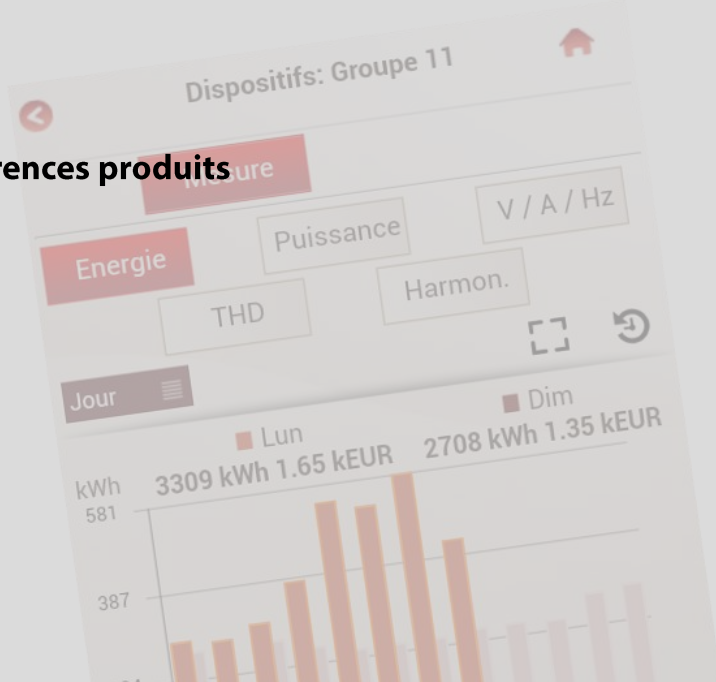 Dispositifs: Groupe 11
rences produits
Mesure
Energie
Puissance
V / A / Hz
THD
Harmon.
Jour
Lun
Dim
3309 kWh 1.65 kEUR
2708 kWh 1.35 kEUR
kWh
581
387